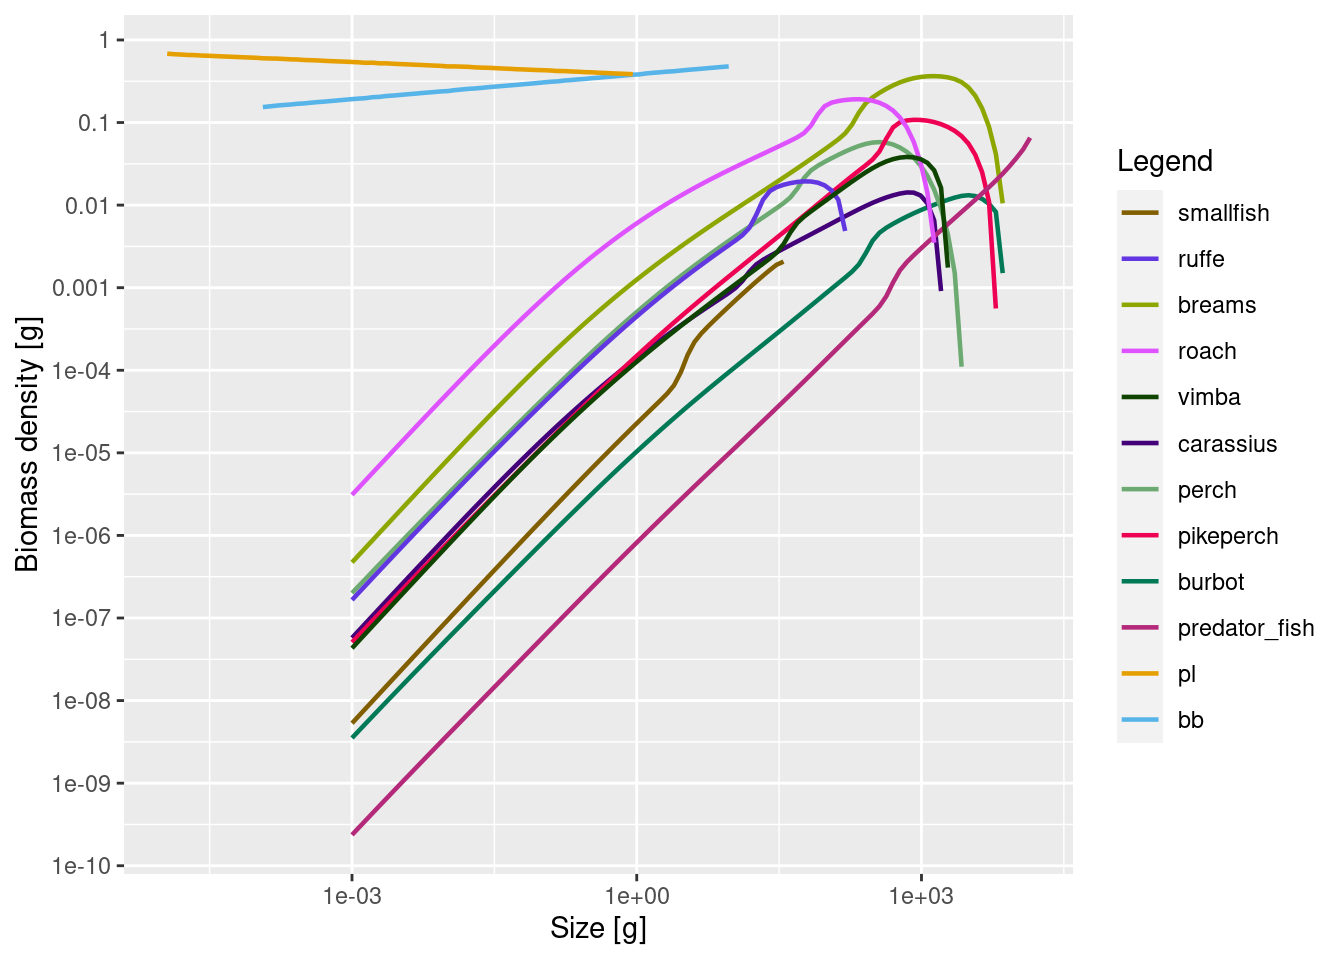 1
0.1
0.01
0.001
1e-04
1e-05
1e-06
1e-07
1e-08
1e-09
1e-10
Biomass density [g]
1e-03
1e+00
1e+03
Size [g]
Legend
smallfish
ruffe
breams
roach
vimba
carassius
perch
pikeperch
burbot
predator_fish
pl
bb